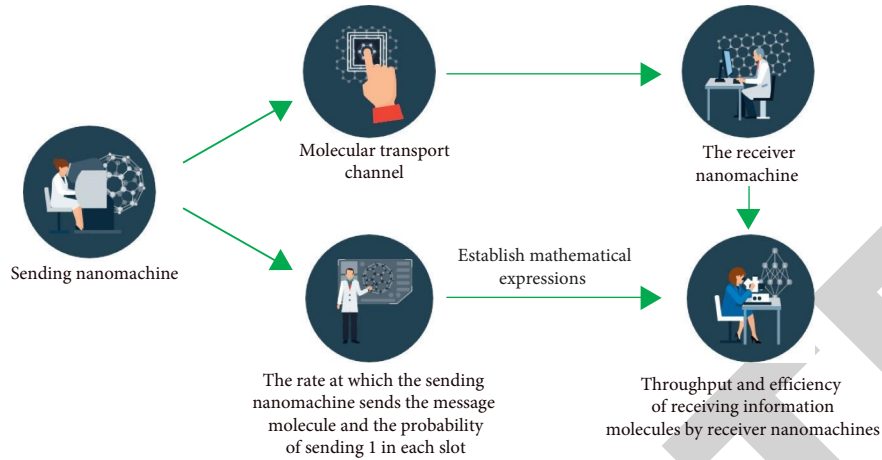 Sending nanomachine
Molecular transport
channel
The receiver
nanomachine
Establish mathematical
expressions
The rate at which the sending
nanomachine sends the message
molecule and the probability
of sending 1 in each slot
Throughput and efficiency
of receiving information
molecules by receiver nanomachines